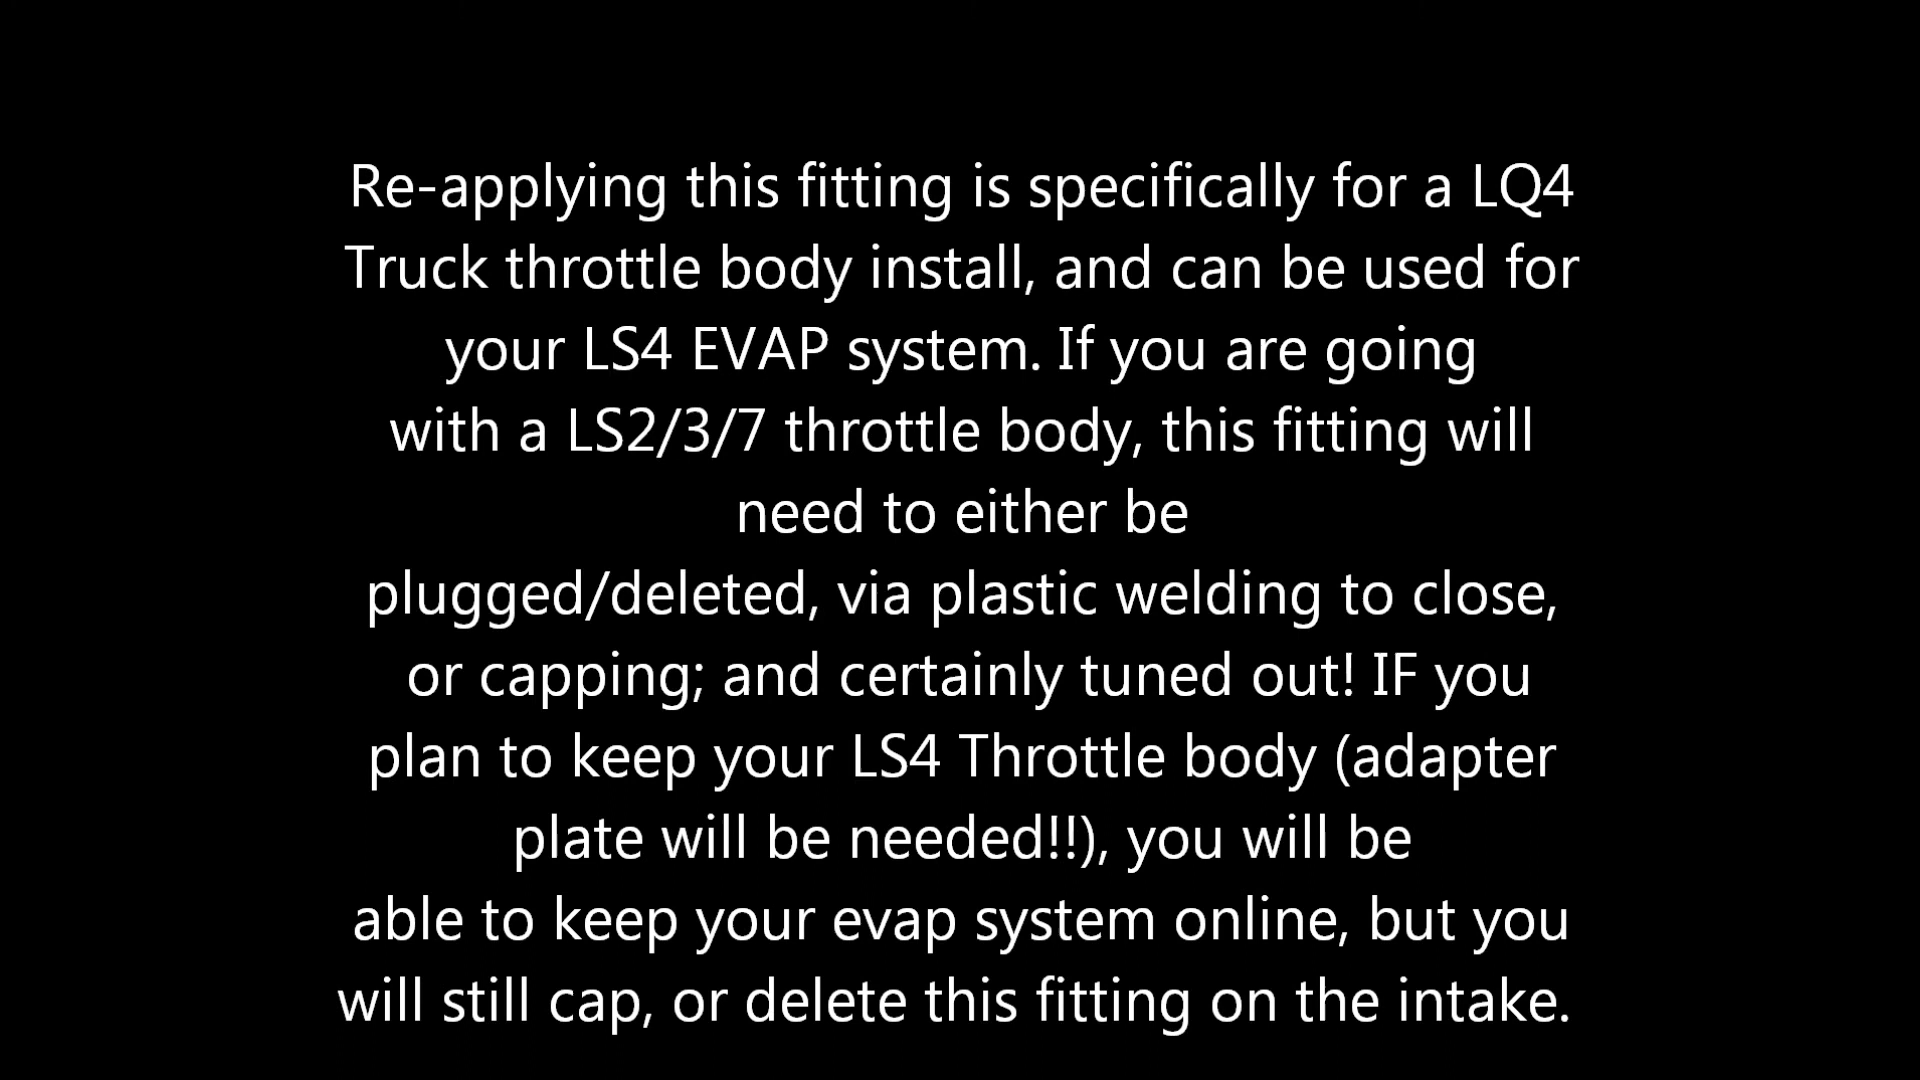 Re-applying this fitting is specifically for a LQ4
Truck throttle body install, and can be used for
your LS4 EVAP system. If you are going
with a LS2/3/7 throttle body, this fitting will
need to either be
plugged/deleted, via plastic welding to close,
or capping; and certainly tuned out! IF you
plan to keep your LS4 Throttle body (adapter
plate will be needed!!), you will be
able to keep your evap system online, but you
will still cap, or delete this fitting on the intake.